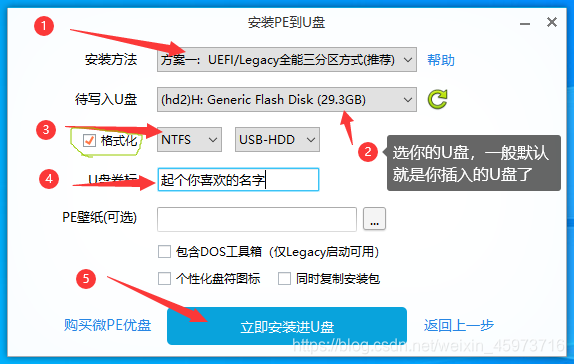 安装PE到U盘
1
安装方法
方案一: UEFI/Legacy全能三分区方式(推荐)
帮助
待写入U盘
(hd2)H: Generic Flash Disk (29.3GB)
3
格式化
NTFS
USB-HDD
2
选你的U盘，一般默认
就是你插入的U盘了
4
U盘卷标
起个你喜欢的名字
PE壁纸(可选)
...
包含DOS工具箱（仅Legacy启动可用）
5
个性化盘符图标
同时复制安装包
购买微PE优盘
立即安装进U盘
返回上一步
https://blog.csdn.net/weixin_45973716